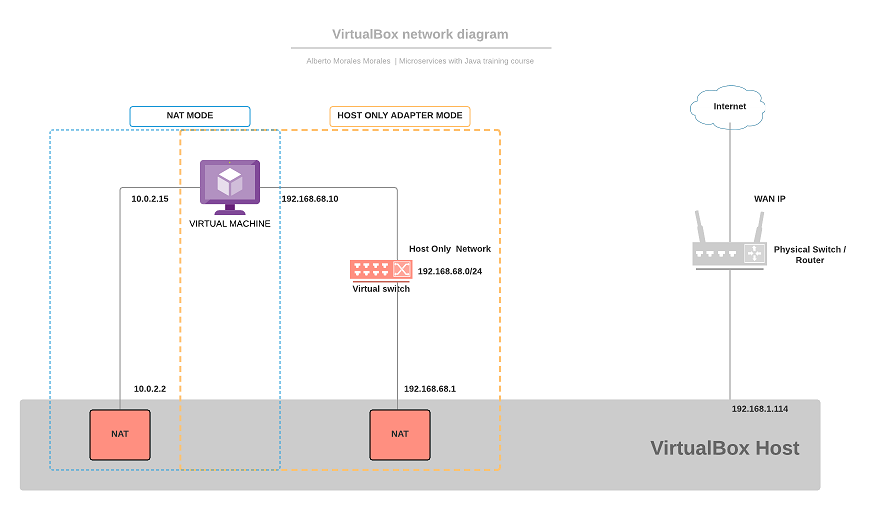 VirtualBox network diagram
Alberto Morales Morales | Microservices with Java training course
NAT MODE
HOST ONLY ADAPTER MODE
Internet
10.0.2.15
192.168.68.10
WAN IP
VIRTUAL MACHINE
Host Only Network
Physical Switch /
Router
192.168.68.0/24
Virtual switch
10.0.2.2
192.168.68.1
192.168.1.114
NAT
NAT
VirtualBox Host